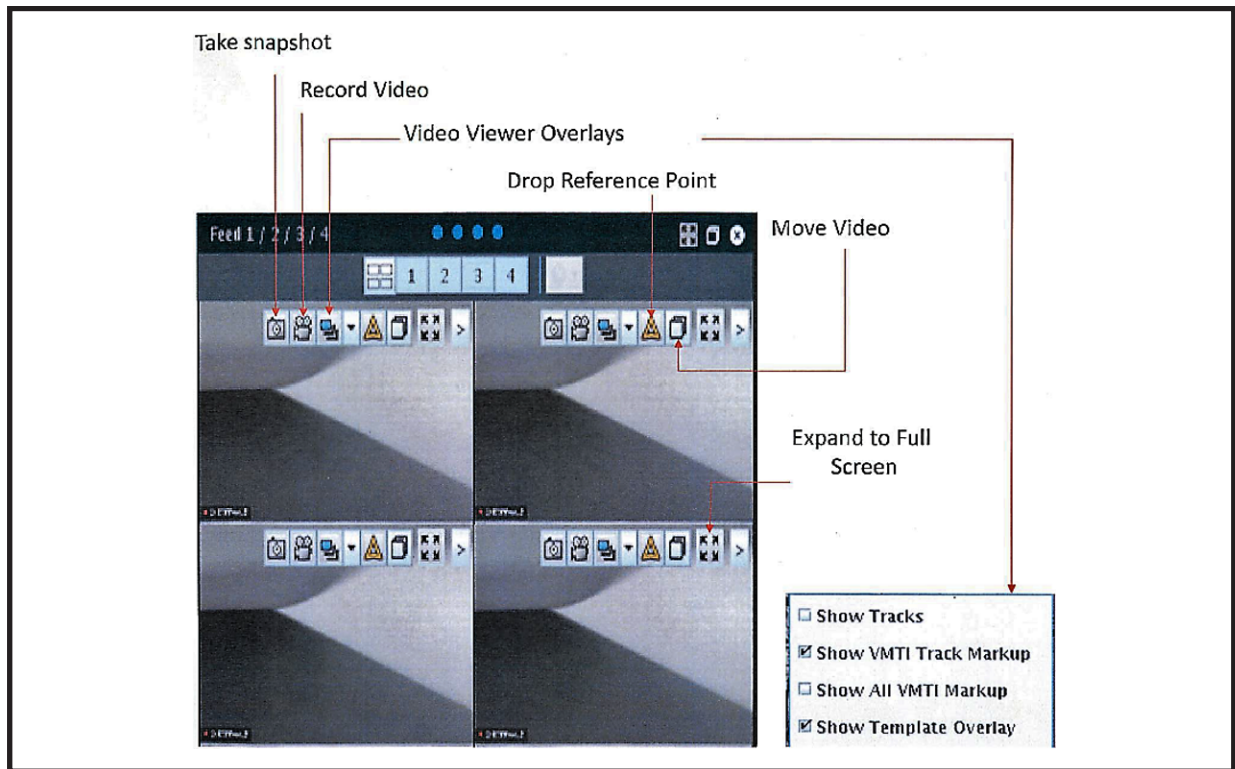 Take snapshot
Record Video
Video Viewer Overlays
Drop Reference Point
Feed 1 / 2 / 3 / 4
Move Video
1 2 3 4
Expand to Full
Screen
Show Tracks
Show VMTI Track Markup
Show All VMTI Markup
Show Template Overlay